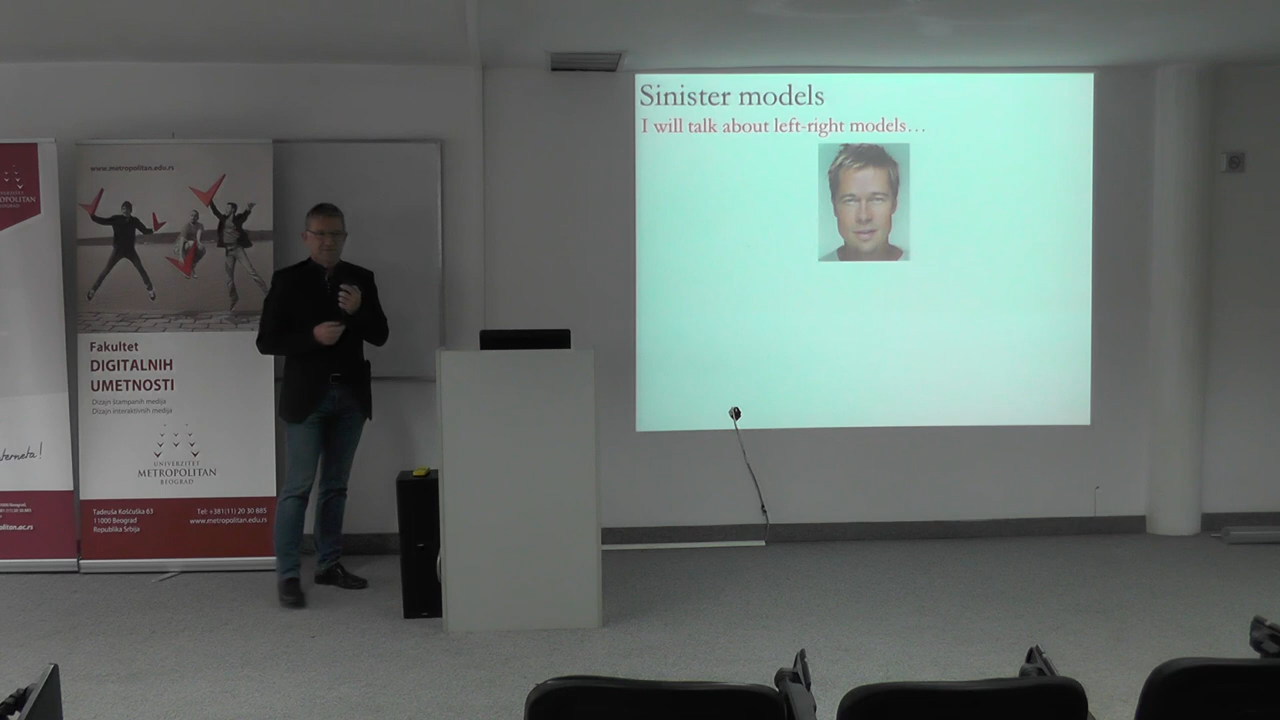 Sinister models
I will talk about left-right models…
www.metropolitan.edu.rs
Fakultet
DIGITALNIH
UMETNOSTI
Dizajn štampanih medija
Dizajn interaktivnih medija
UNIVERZITET
METROPOLITAN
BEOGRAD
Tadeuša Košćuška 63
11000 Beograd
Republika Srbija
Tel: +381(11) 20 30 885
www.metropolitan.edu.rs